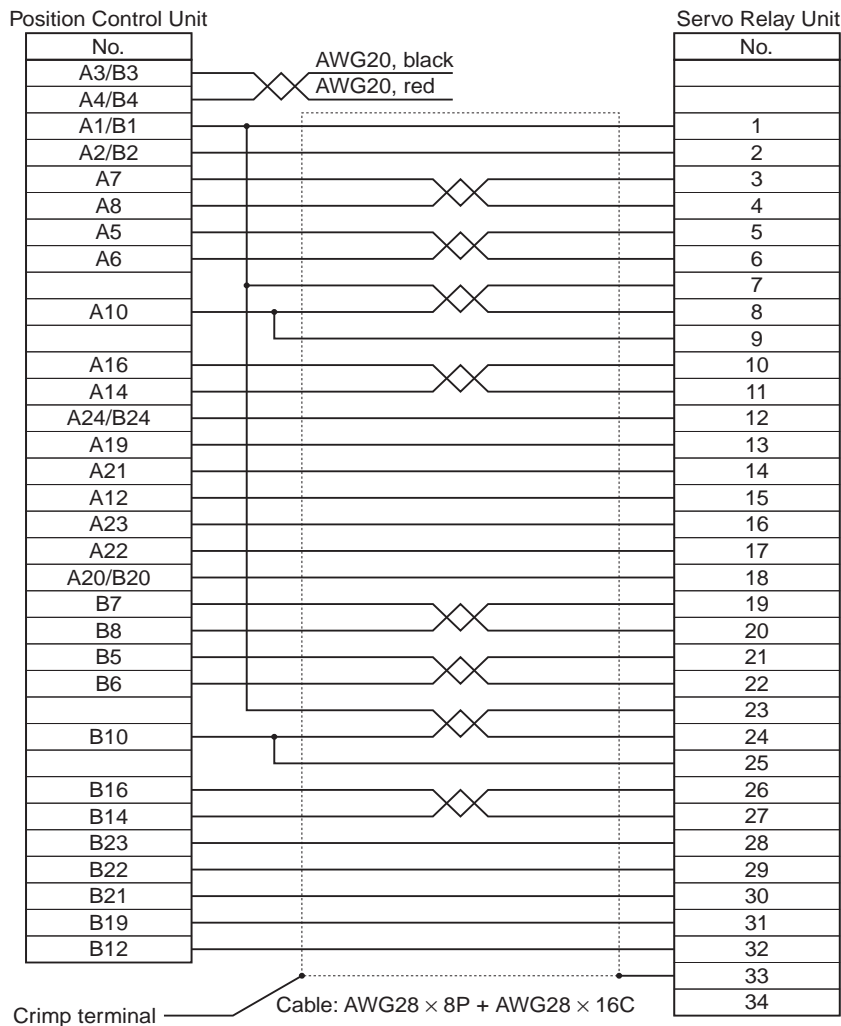 Position Control Unit Servo Relay Unit
No. No.
A3/B3 AWG20, black
A4/B4 AWG20, red
A1/B1 1
A2/B2 2
A7 3
A8 4
A5 5
A6 6
7
A10 8
9
A16 10
A14 11
A24/B24 12
A19 13
A21 14
A12 15
A23 16
A22 17
A20/B20 18
B7 19
B8 20
B5 21
B6 22
23
B10 24
25
B16 26
B14 27
B23 28
B22 29
B21 30
B19 31
B12 32
33
Crimp terminal Cable: AWG28 × 8P + AWG28 × 16C 34